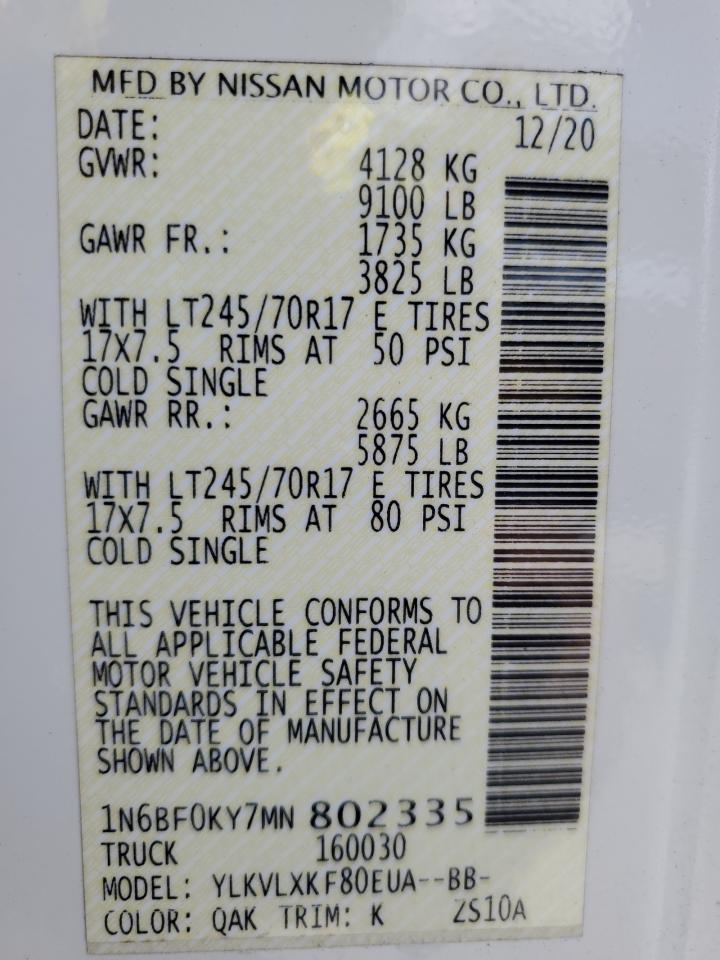 MFD BY NISSAN MOTOR CO., LTD.
DATE: 12/20
GVWR: 4128 KG
9100 LB
GAWR FR.: 1735 KG
3825 LB
WITH LT245/70R17 E TIRES
17X7.5 RIMS AT 50 PSI
COLD SINGLE
GAWR RR.: 2665 KG
5875 LB
WITH LT245/70R17 E TIRES
17X7.5 RIMS AT 80 PSI
COLD SINGLE
THIS VEHICLE CONFORMS TO
ALL APPLICABLE FEDERAL
MOTOR VEHICLE SAFETY
STANDARDS IN EFFECT ON
THE DATE OF MANUFACTURE
SHOWN ABOVE.
1N6BF0KY7MN 802335
TRUCK 160030
MODEL: YLKVLXKF80EUA--BB-
COLOR: QAK TRIM: K ZS10A